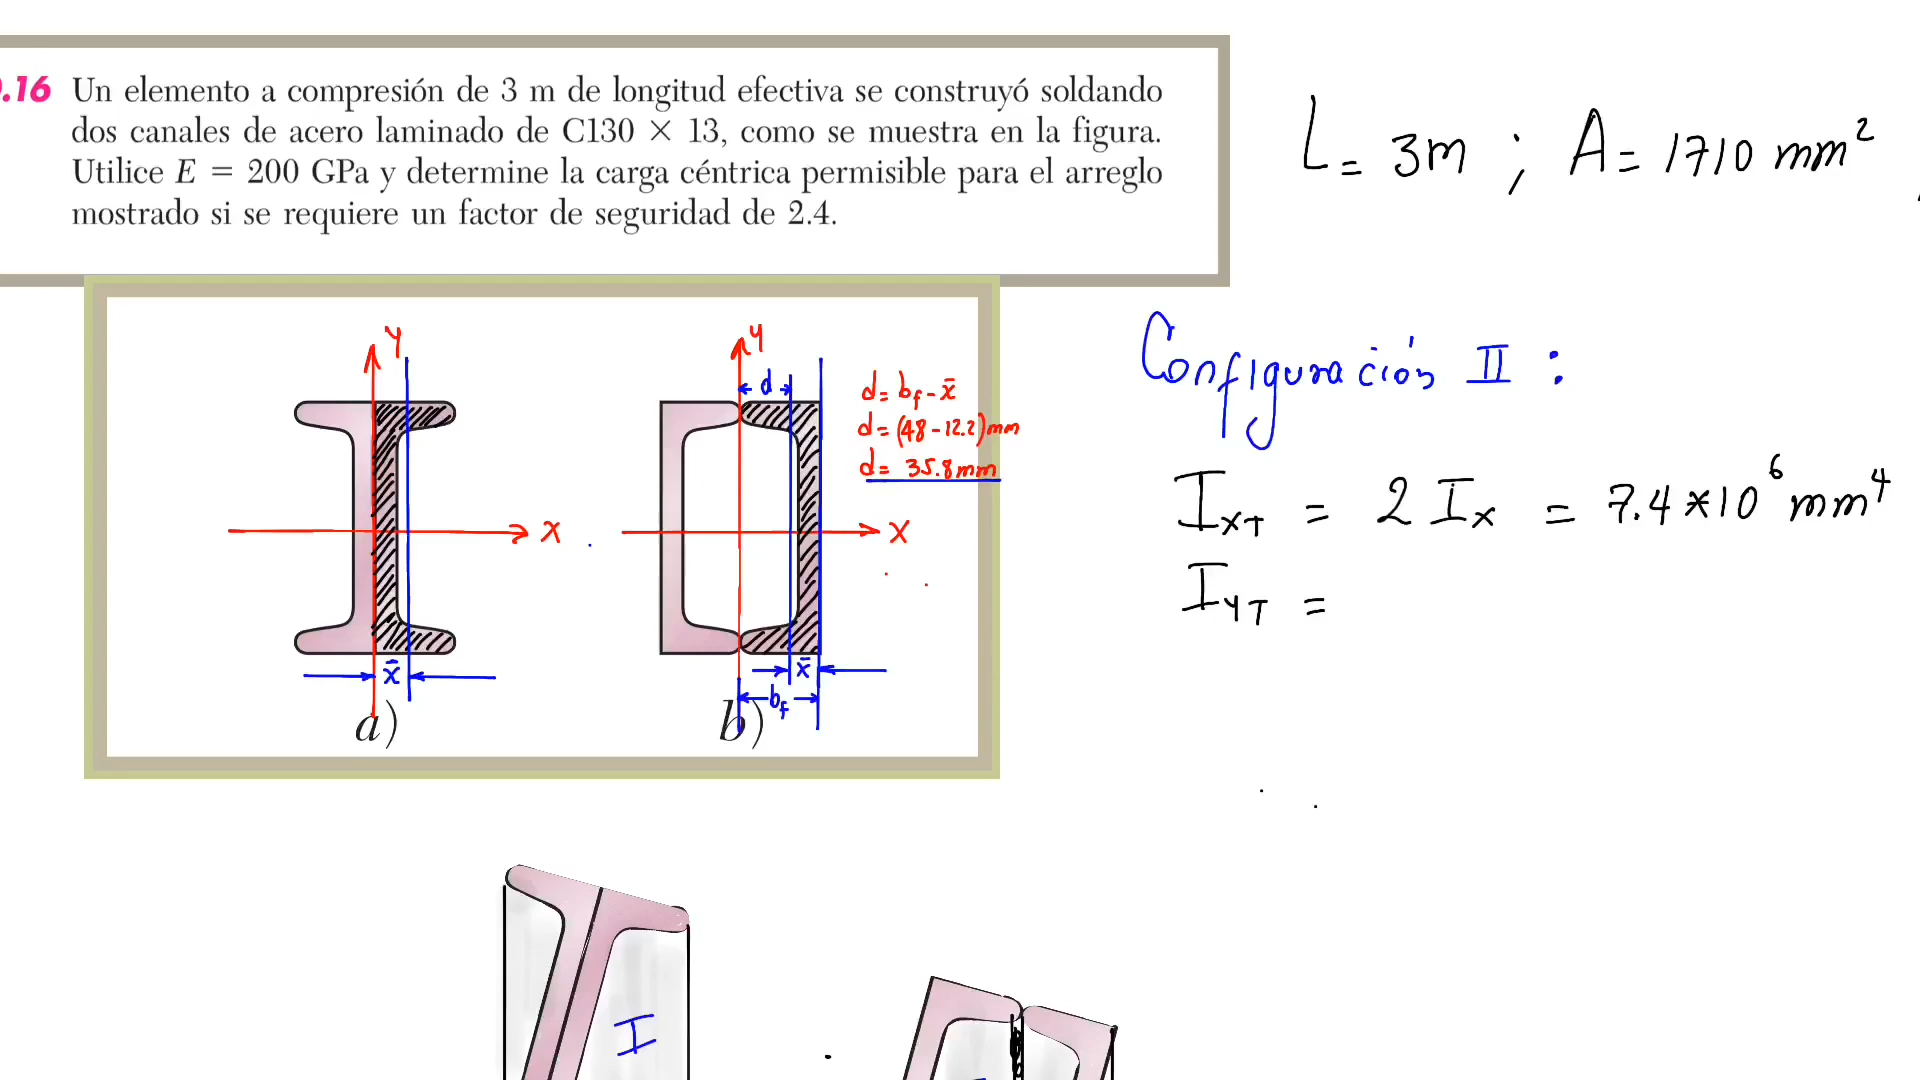 .16 Un elemento a compresión de 3 m de longitud efectiva se construyó soldando
dos canales de acero laminado de C130 × 13, como se muestra en la figura.
Utilice E = 200 GPa y determine la carga céntrica permisible para el arreglo
mostrado si se requiere un factor de seguridad de 2.4.
L = 3m ; A = 1710 mm²
Y
X
x̄
a)
Y
d
X
x̄
bf
b)
d = bf - x̄
d = (48 - 12.2)mm
d = 35.8mm
Configuración II :
IXT = 2 IX = 7.4 * 10⁶ mm⁴
IYT =
I